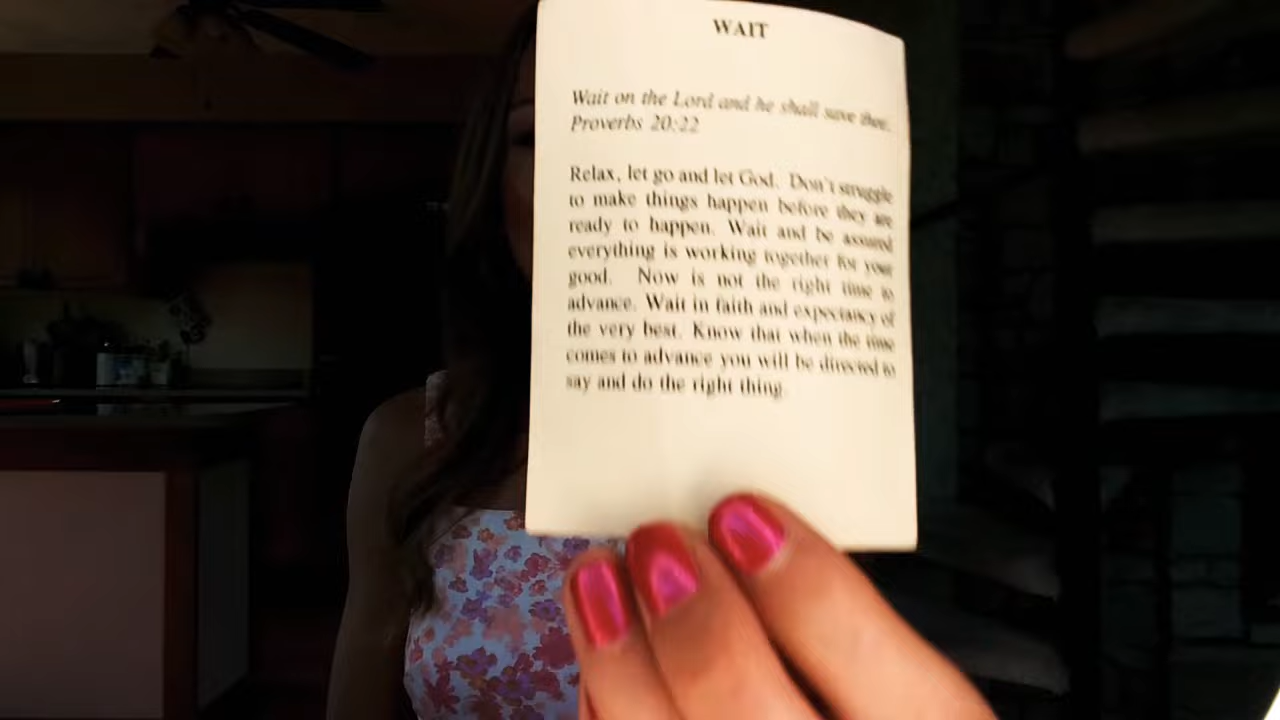 WAIT
Wait on the Lord and he shall save thee.
Proverbs 20:22
Relax, let go and let God. Don't struggle
to make things happen before they are
ready to happen. Wait and be assured
everything is working together for your
good. Now is not the right time to
advance. Wait in faith and expectancy of
the very best. Know that when the time
comes to advance you will be directed to
say and do the right thing.